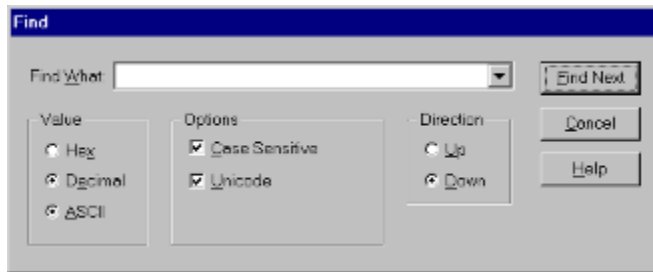 Find
Find What:
Find Next
Value
Hex
Decimal
ASCII
Options
Case Sensitive
Unicode
Direction
Up
Down
Cancel
Help